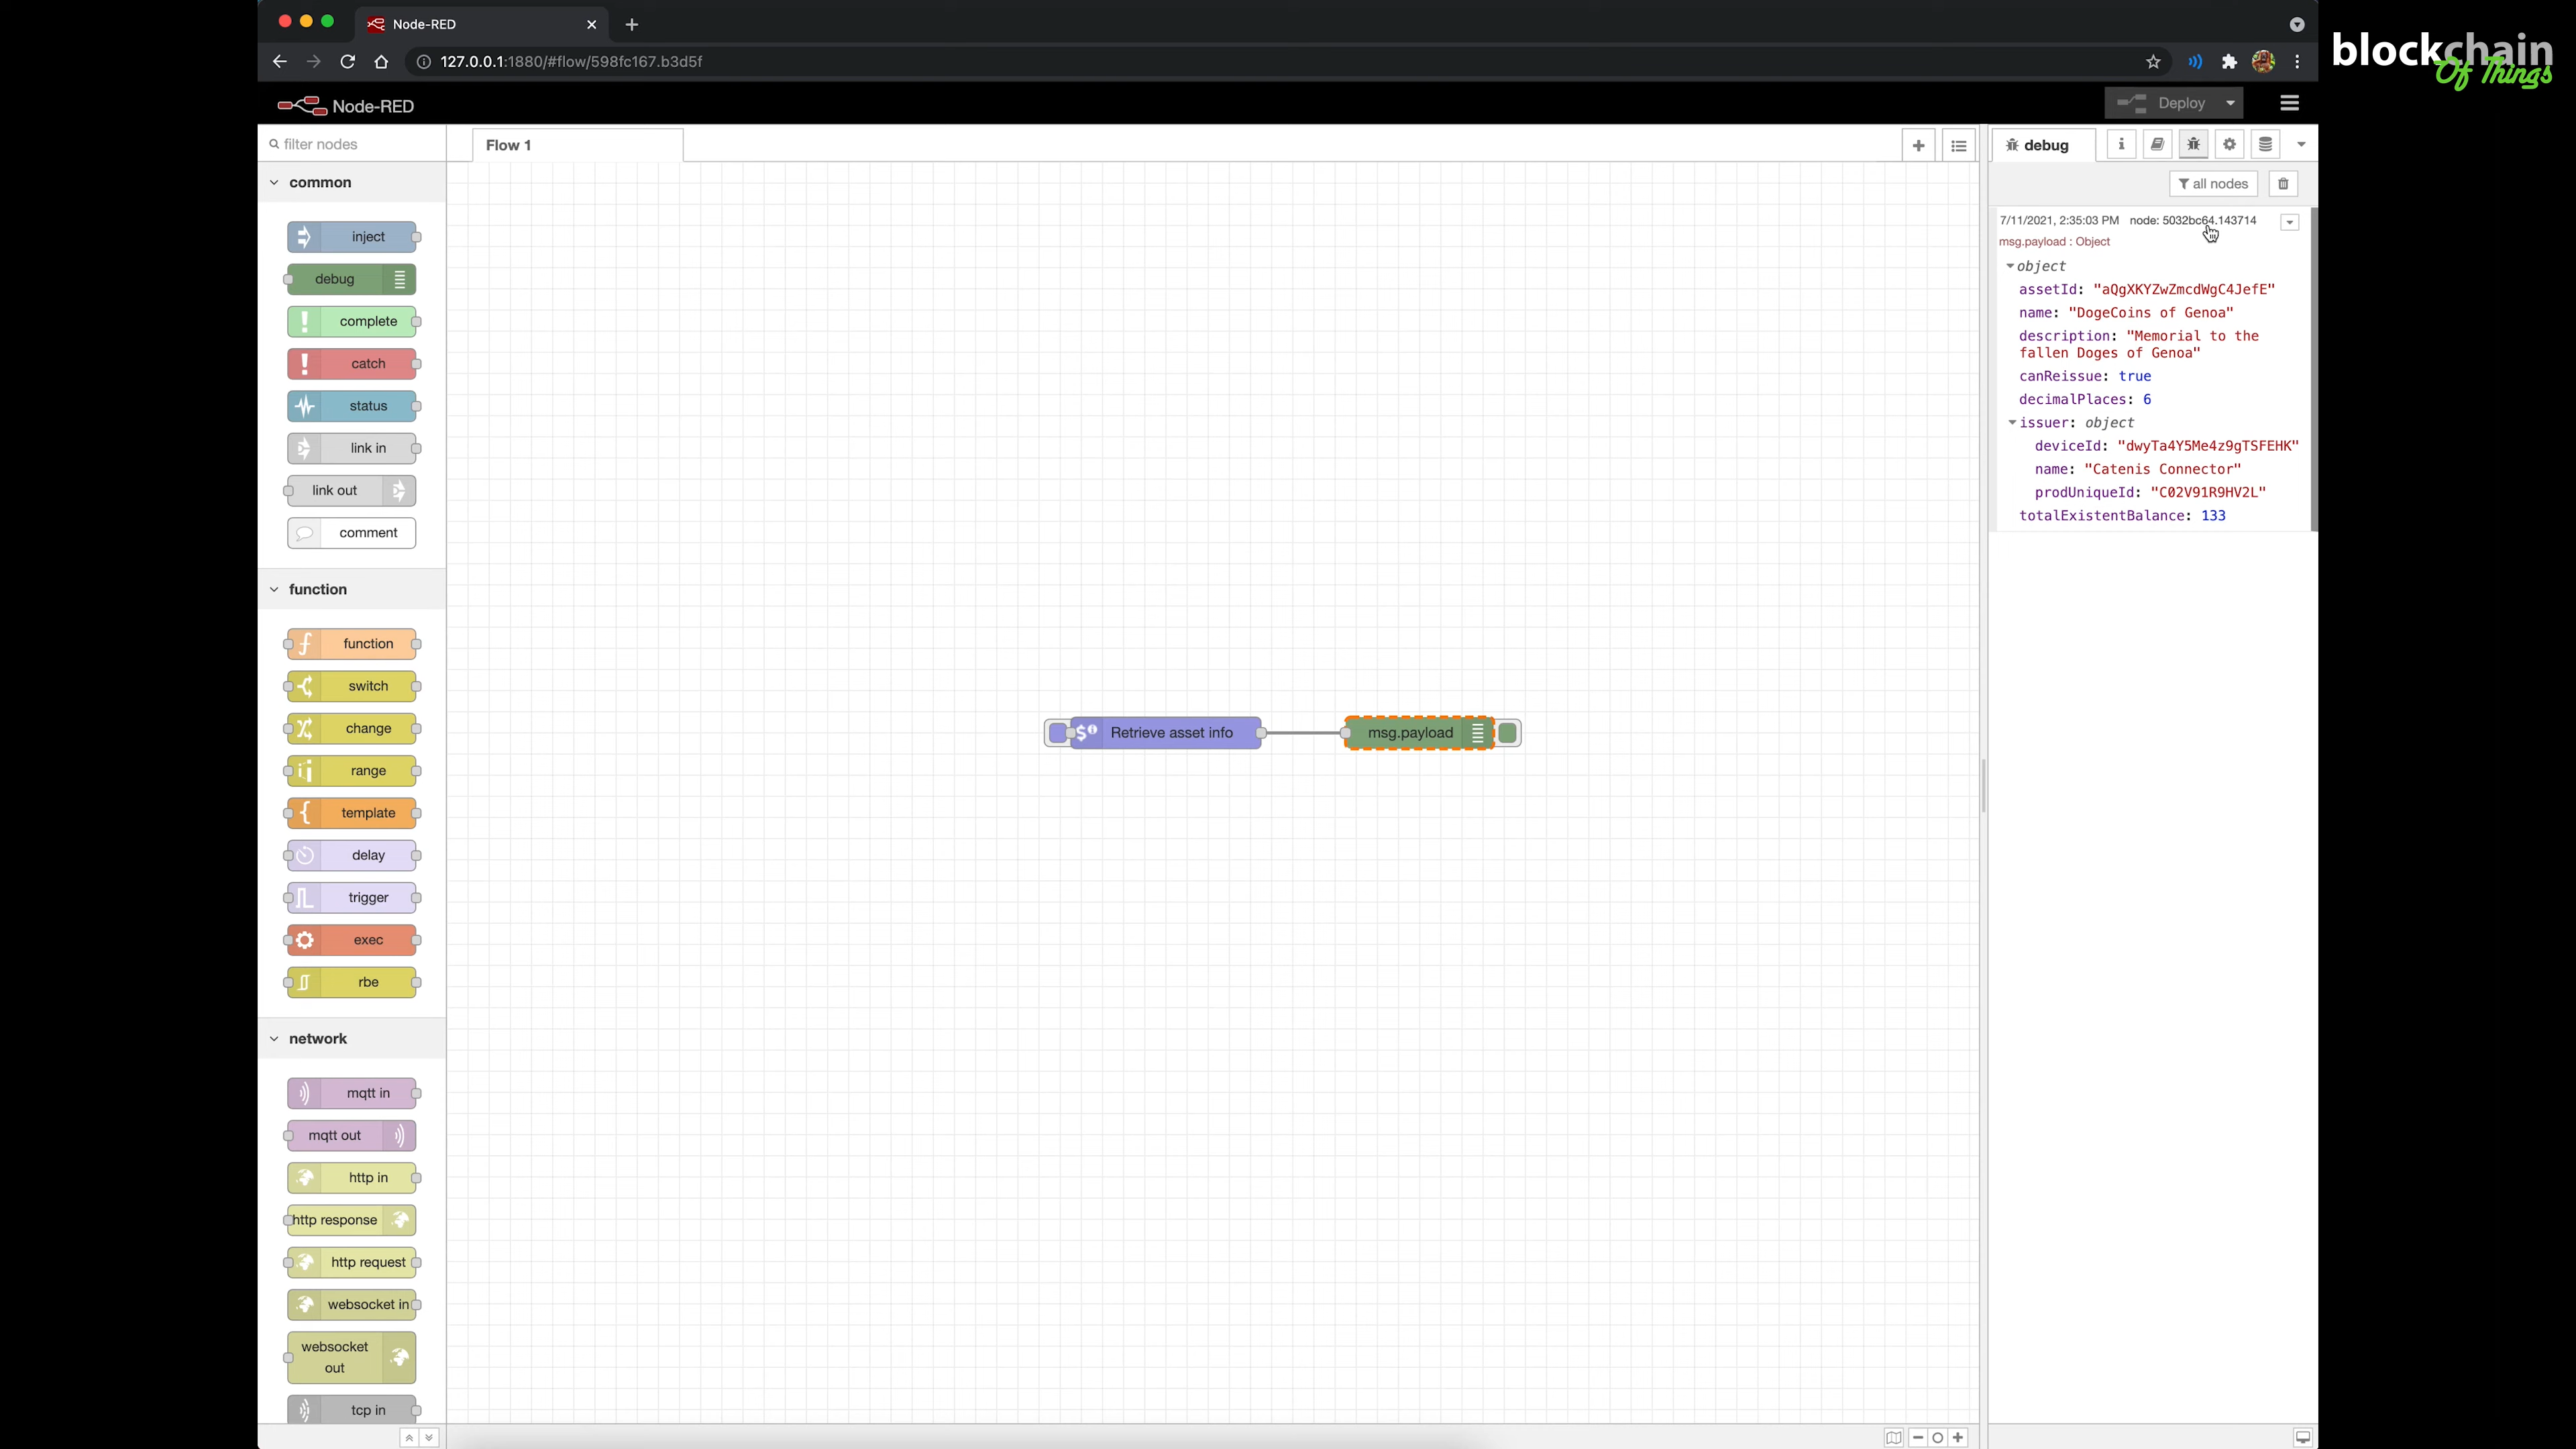 Node-RED
blockchain
Of Things
127.0.0.1:1880/#flow/598fc167.b3d5f
Node-RED
Deploy
filter nodes
Flow 1
debug
common
all nodes
inject
7/11/2021, 2:35:03 PM node: 5032bc64.143714
msg.payload : Object
debug
object
assetId: "aQgXKYZwZmcdWgC4JefE"
name: "DogeCoins of Genoa"
complete
description: "Memorial to the
fallen Doges of Genoa"
catch
canReissue: true
decimalPlaces: 6
status
issuer: object
link in
deviceId: "dwyTa4Y5Me4z9gTSFEHK"
name: "Catenis Connector"
link out
prodUniqueId: "C02V91R9HV2L"
totalExistentBalance: 133
comment
function
function
switch
change
Retrieve asset info
msg.payload
range
template
delay
trigger
exec
rbe
network
mqtt in
mqtt out
http in
http response
http request
websocket in
websocket
out
tcp in